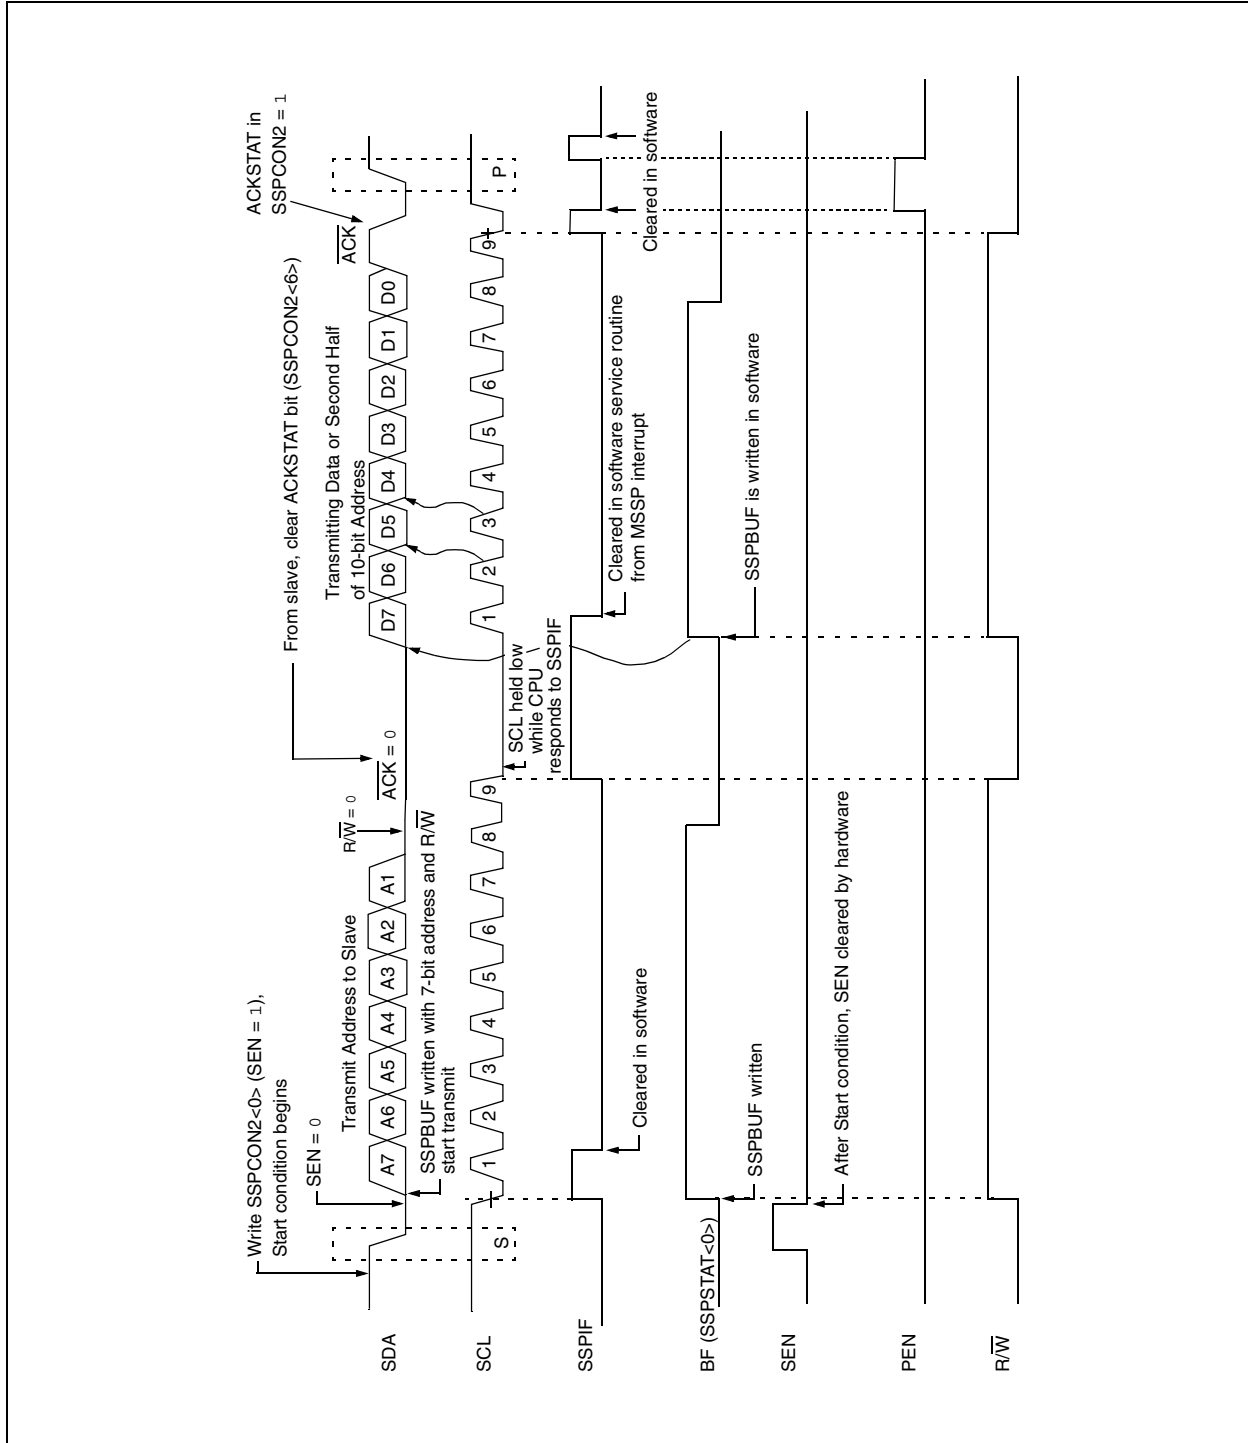 Write SSPCON2<0> (SEN = 1),
Start condition begins
SEN = 0
From slave, clear ACKSTAT bit (SSPCON2<6>)
ACKSTAT in
SSPCON2 = 1
Transmit Address to Slave
R/W = 0
ACK = 0
Transmitting Data or Second Half
of 10-bit Address
ACK
SDA
A7 A6 A5 A4 A3 A2 A1
D7 D6 D5 D4 D3 D2 D1 D0
SSPBUF written with 7-bit address and R/W
start transmit
SCL
S
1 2 3 4 5 6 7 8 9
1 2 3 4 5 6 7 8 9
P
SCL held low
while CPU
responds to SSPIF
SSPIF
Cleared in software
Cleared in software service routine
from MSSP interrupt
Cleared in software
Cleared in software
BF (SSPSTAT<0>)
SSPBUF written
SSPBUF is written in software
SEN
After Start condition, SEN cleared by hardware
PEN
R/W